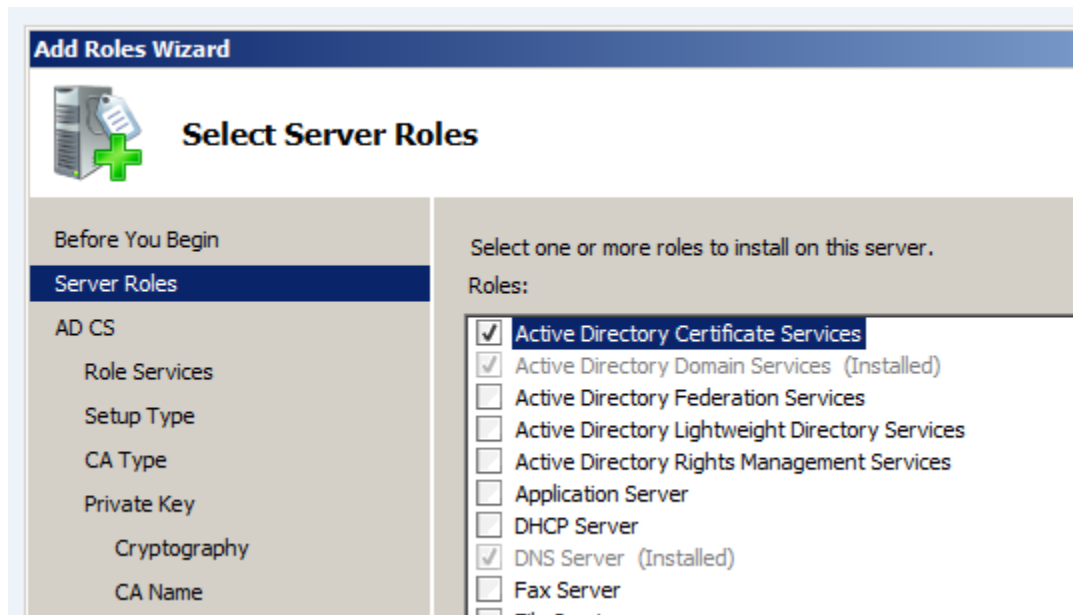 Add Roles Wizard
Select Server Roles
Before You Begin
Server Roles
AD CS
Role Services
Setup Type
CA Type
Private Key
Cryptography
CA Name
Select one or more roles to install on this server.
Roles:
Active Directory Certificate Services
Active Directory Domain Services (Installed)
Active Directory Federation Services
Active Directory Lightweight Directory Services
Active Directory Rights Management Services
Application Server
DHCP Server
DNS Server (Installed)
Fax Server